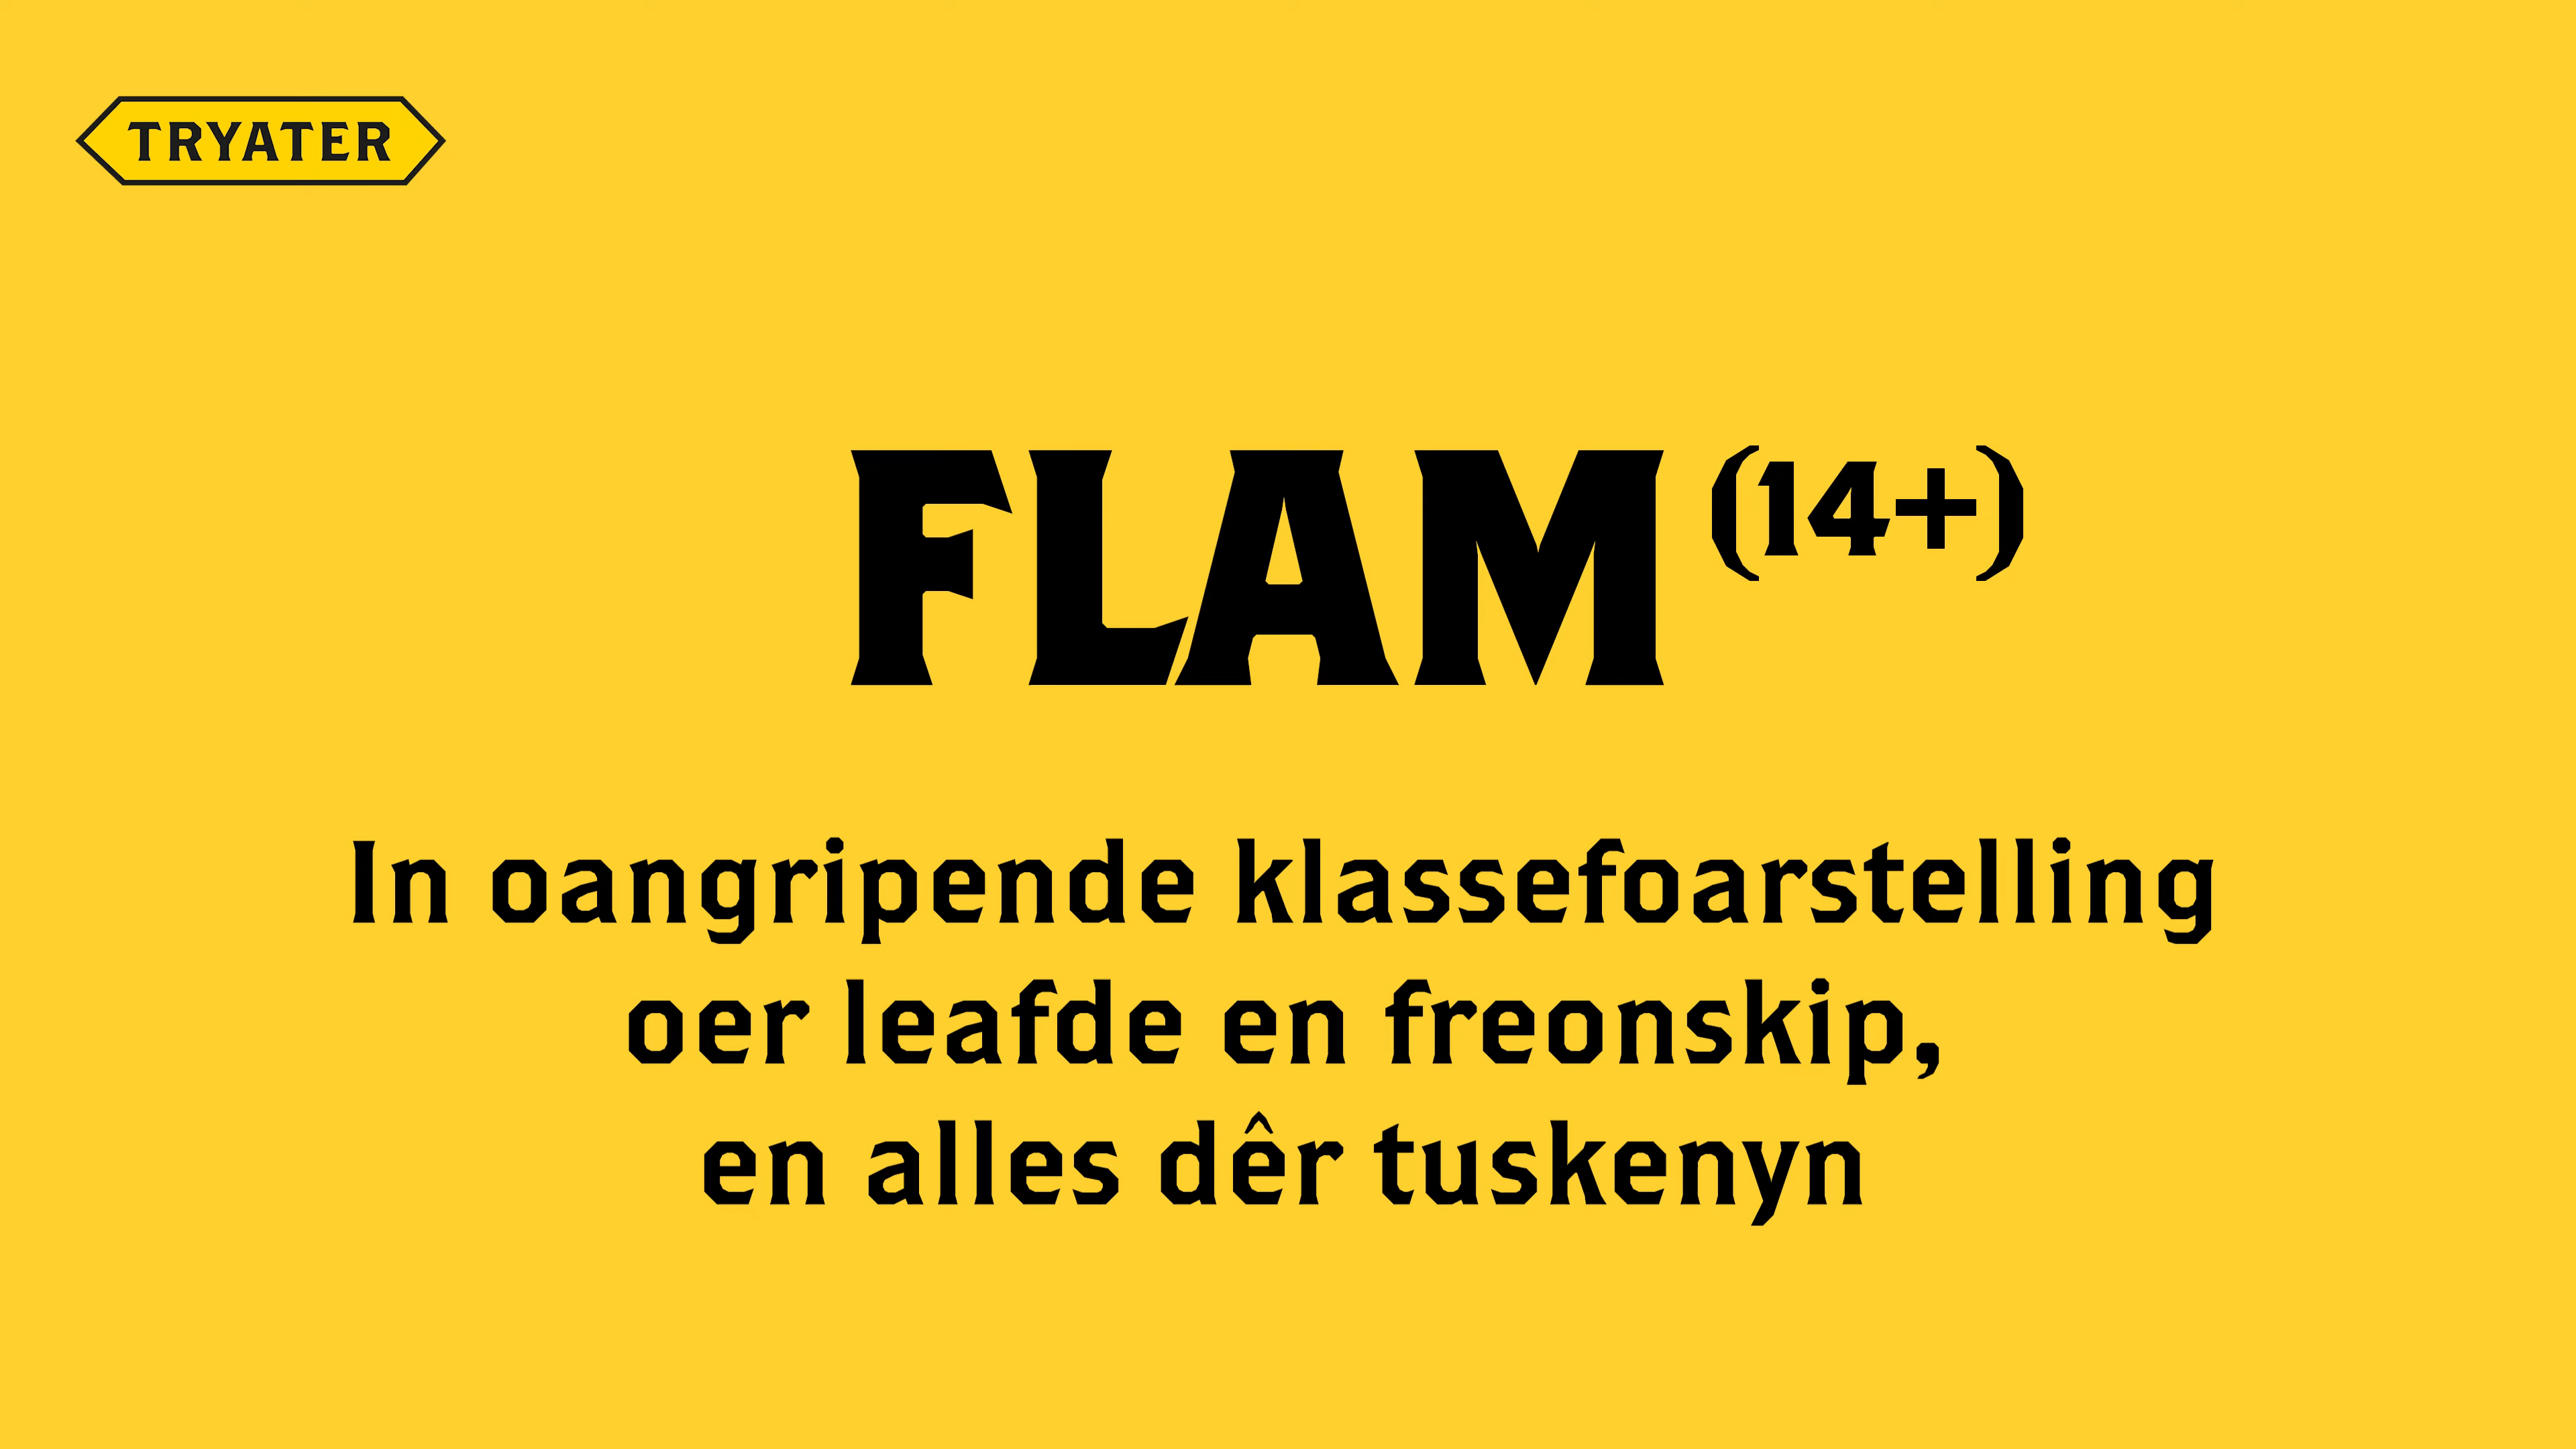 TRYATER
FLAM (14+)
In oangripende klassefoarstelling
oer leafde en freonskip,
en alles dêr tuskenyn